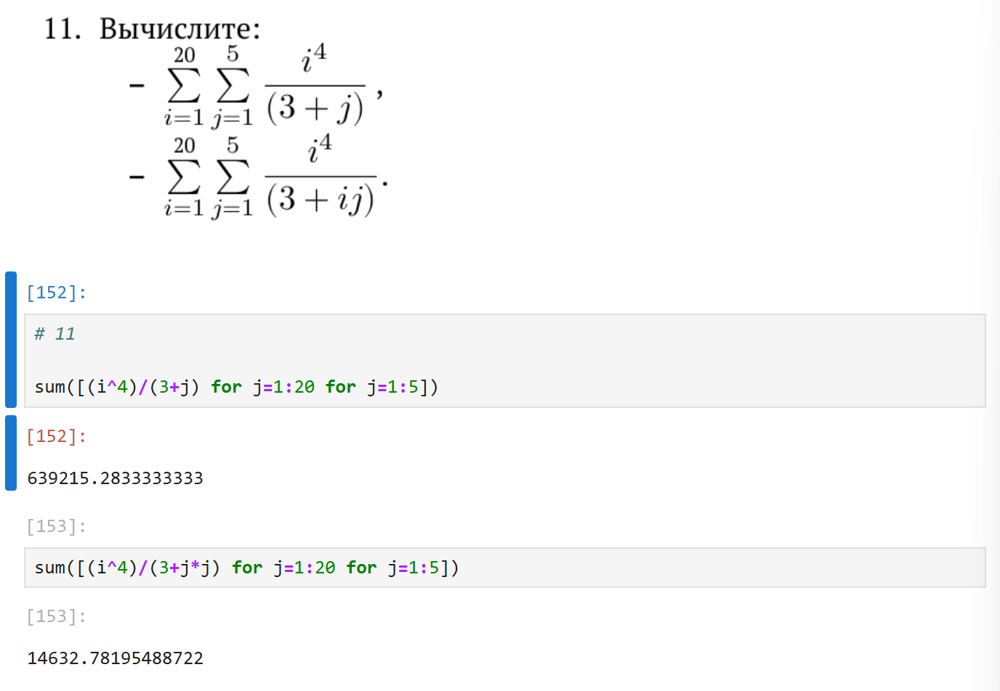 11. Вычислите:
– \sum_{i=1}^{20} \sum_{j=1}^{5} \frac{i^4}{(3+j)},
– \sum_{i=1}^{20} \sum_{j=1}^{5} \frac{i^4}{(3+ij)}.
[152]:
# 11
sum([(i^4)/(3+j) for j=1:20 for j=1:5])
[152]:
639215.2833333333
[153]:
sum([(i^4)/(3+j*j) for j=1:20 for j=1:5])
[153]:
14632.78195488722